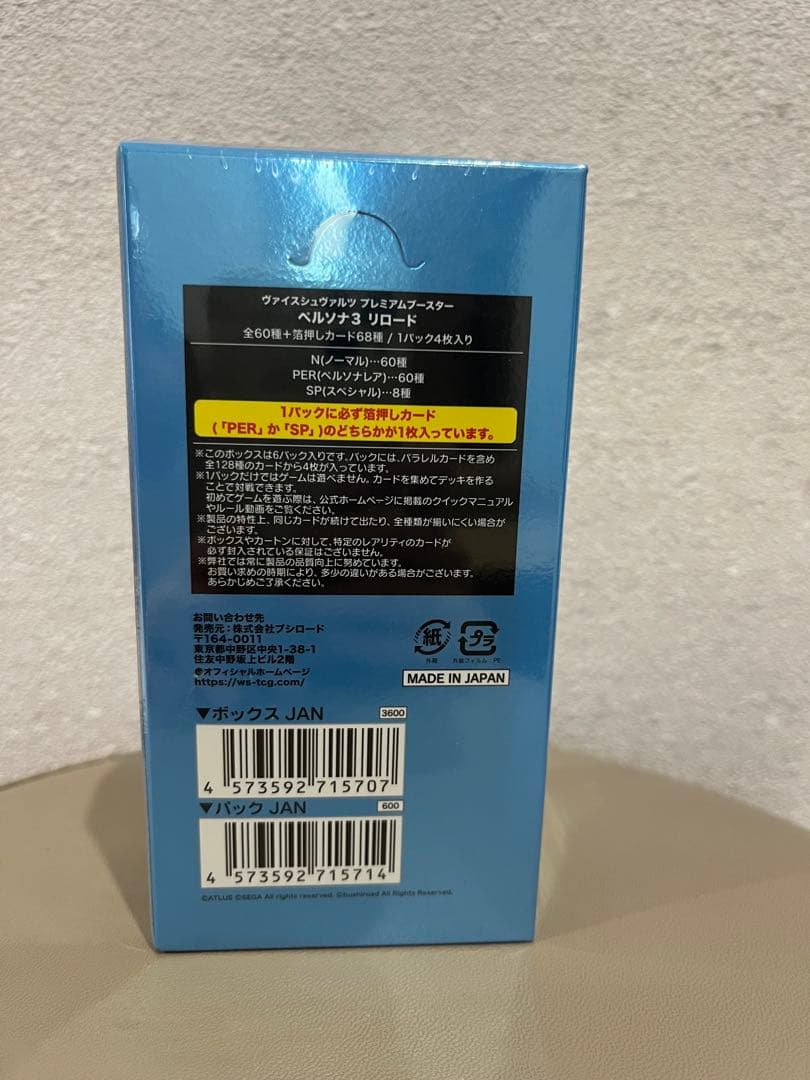 ヴァイスシュヴァルツ プレミアムブースター
ペルソナ3 リロード
全60種＋箔押しカード68種 / 1パック4枚入り
N(ノーマル)…60種
PER(ペルソナレア)…60種
SP(スペシャル)…8種
1パックに必ず箔押しカード
(「PER」か「SP」)のどちらかが1枚入っています。
※このボックスは6パック入りです。パックには、パラレルカードを含め
全128種のカードから4枚が入っています。
※1パックだけではゲームは遊べません。カードを集めてデッキを作る
ことで対戦できます。
初めてゲームを遊ぶ際は、公式ホームページに掲載のクイックマニュアル
やルール動画をご覧ください。
※製品の特性上、同じカードが続けて出たり、全種類が揃いにくい場合が
ございます。
※ボックスやカートンに対して、特定のレアリティのカードが
必ず封入されている保証はございません。
※弊社では常に製品の品質向上に努めています。
お買い求めの時期により、多少の違いがある場合がございます。
あらかじめご了承ください。
お問い合わせ先
発売元：株式会社ブシロード
〒164-0011
東京都中野区中央1-38-1
住友中野坂上ビル2階
@オフィシャルホームページ
https://ws-tcg.com/
紙 プラ
外箱 外装フィルム：PE
MADE IN JAPAN
▼ボックス JAN 3600
4 573592 715707
▼パック JAN 600
4 573592 715714
©ATLUS ©SEGA All rights reserved. ©bushiroad All Rights Reserved.